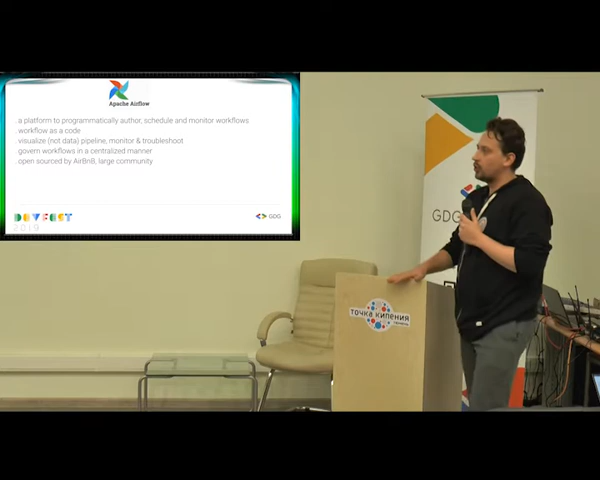 Apache Airflow
a platform to programmatically author, schedule and monitor workflows
workflow as a code
visualize (not data) pipeline, monitor & troubleshoot
govern workflows in a centralized manner
open sourced by AirBnB, large community
DEVFEST
2019
GDG
GDG
точка кипения